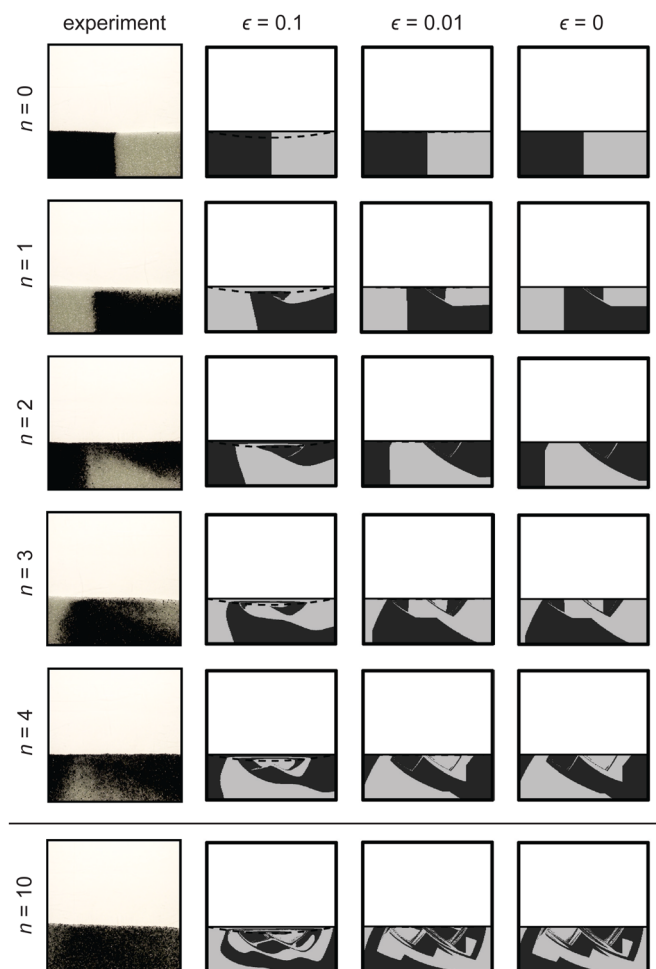 experiment ϵ = 0.1 ϵ = 0.01 ϵ = 0
n = 0
n = 1
n = 2
n = 3
n = 4
n = 10